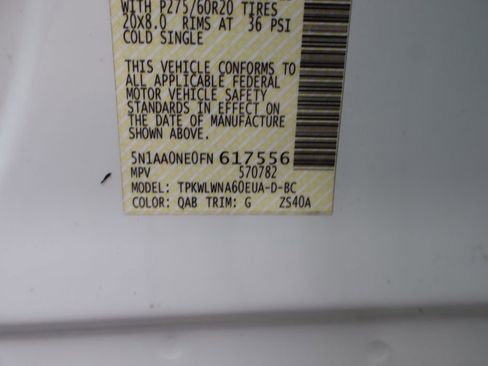 WITH P275/60R20 TIRES
20x8.0 RIMS AT 36 PSI
COLD SINGLE
THIS VEHICLE CONFORMS TO
ALL APPLICABLE FEDERAL
MOTOR VEHICLE SAFETY
STANDARDS IN EFFECT ON
THE DATE OF MANUFACTURE
SHOWN ABOVE.
5N1AA0NE0FN 617556
MPV 570782
MODEL: TPKWLWNA60EUA-D-BC
COLOR: QAB TRIM: G ZS40A